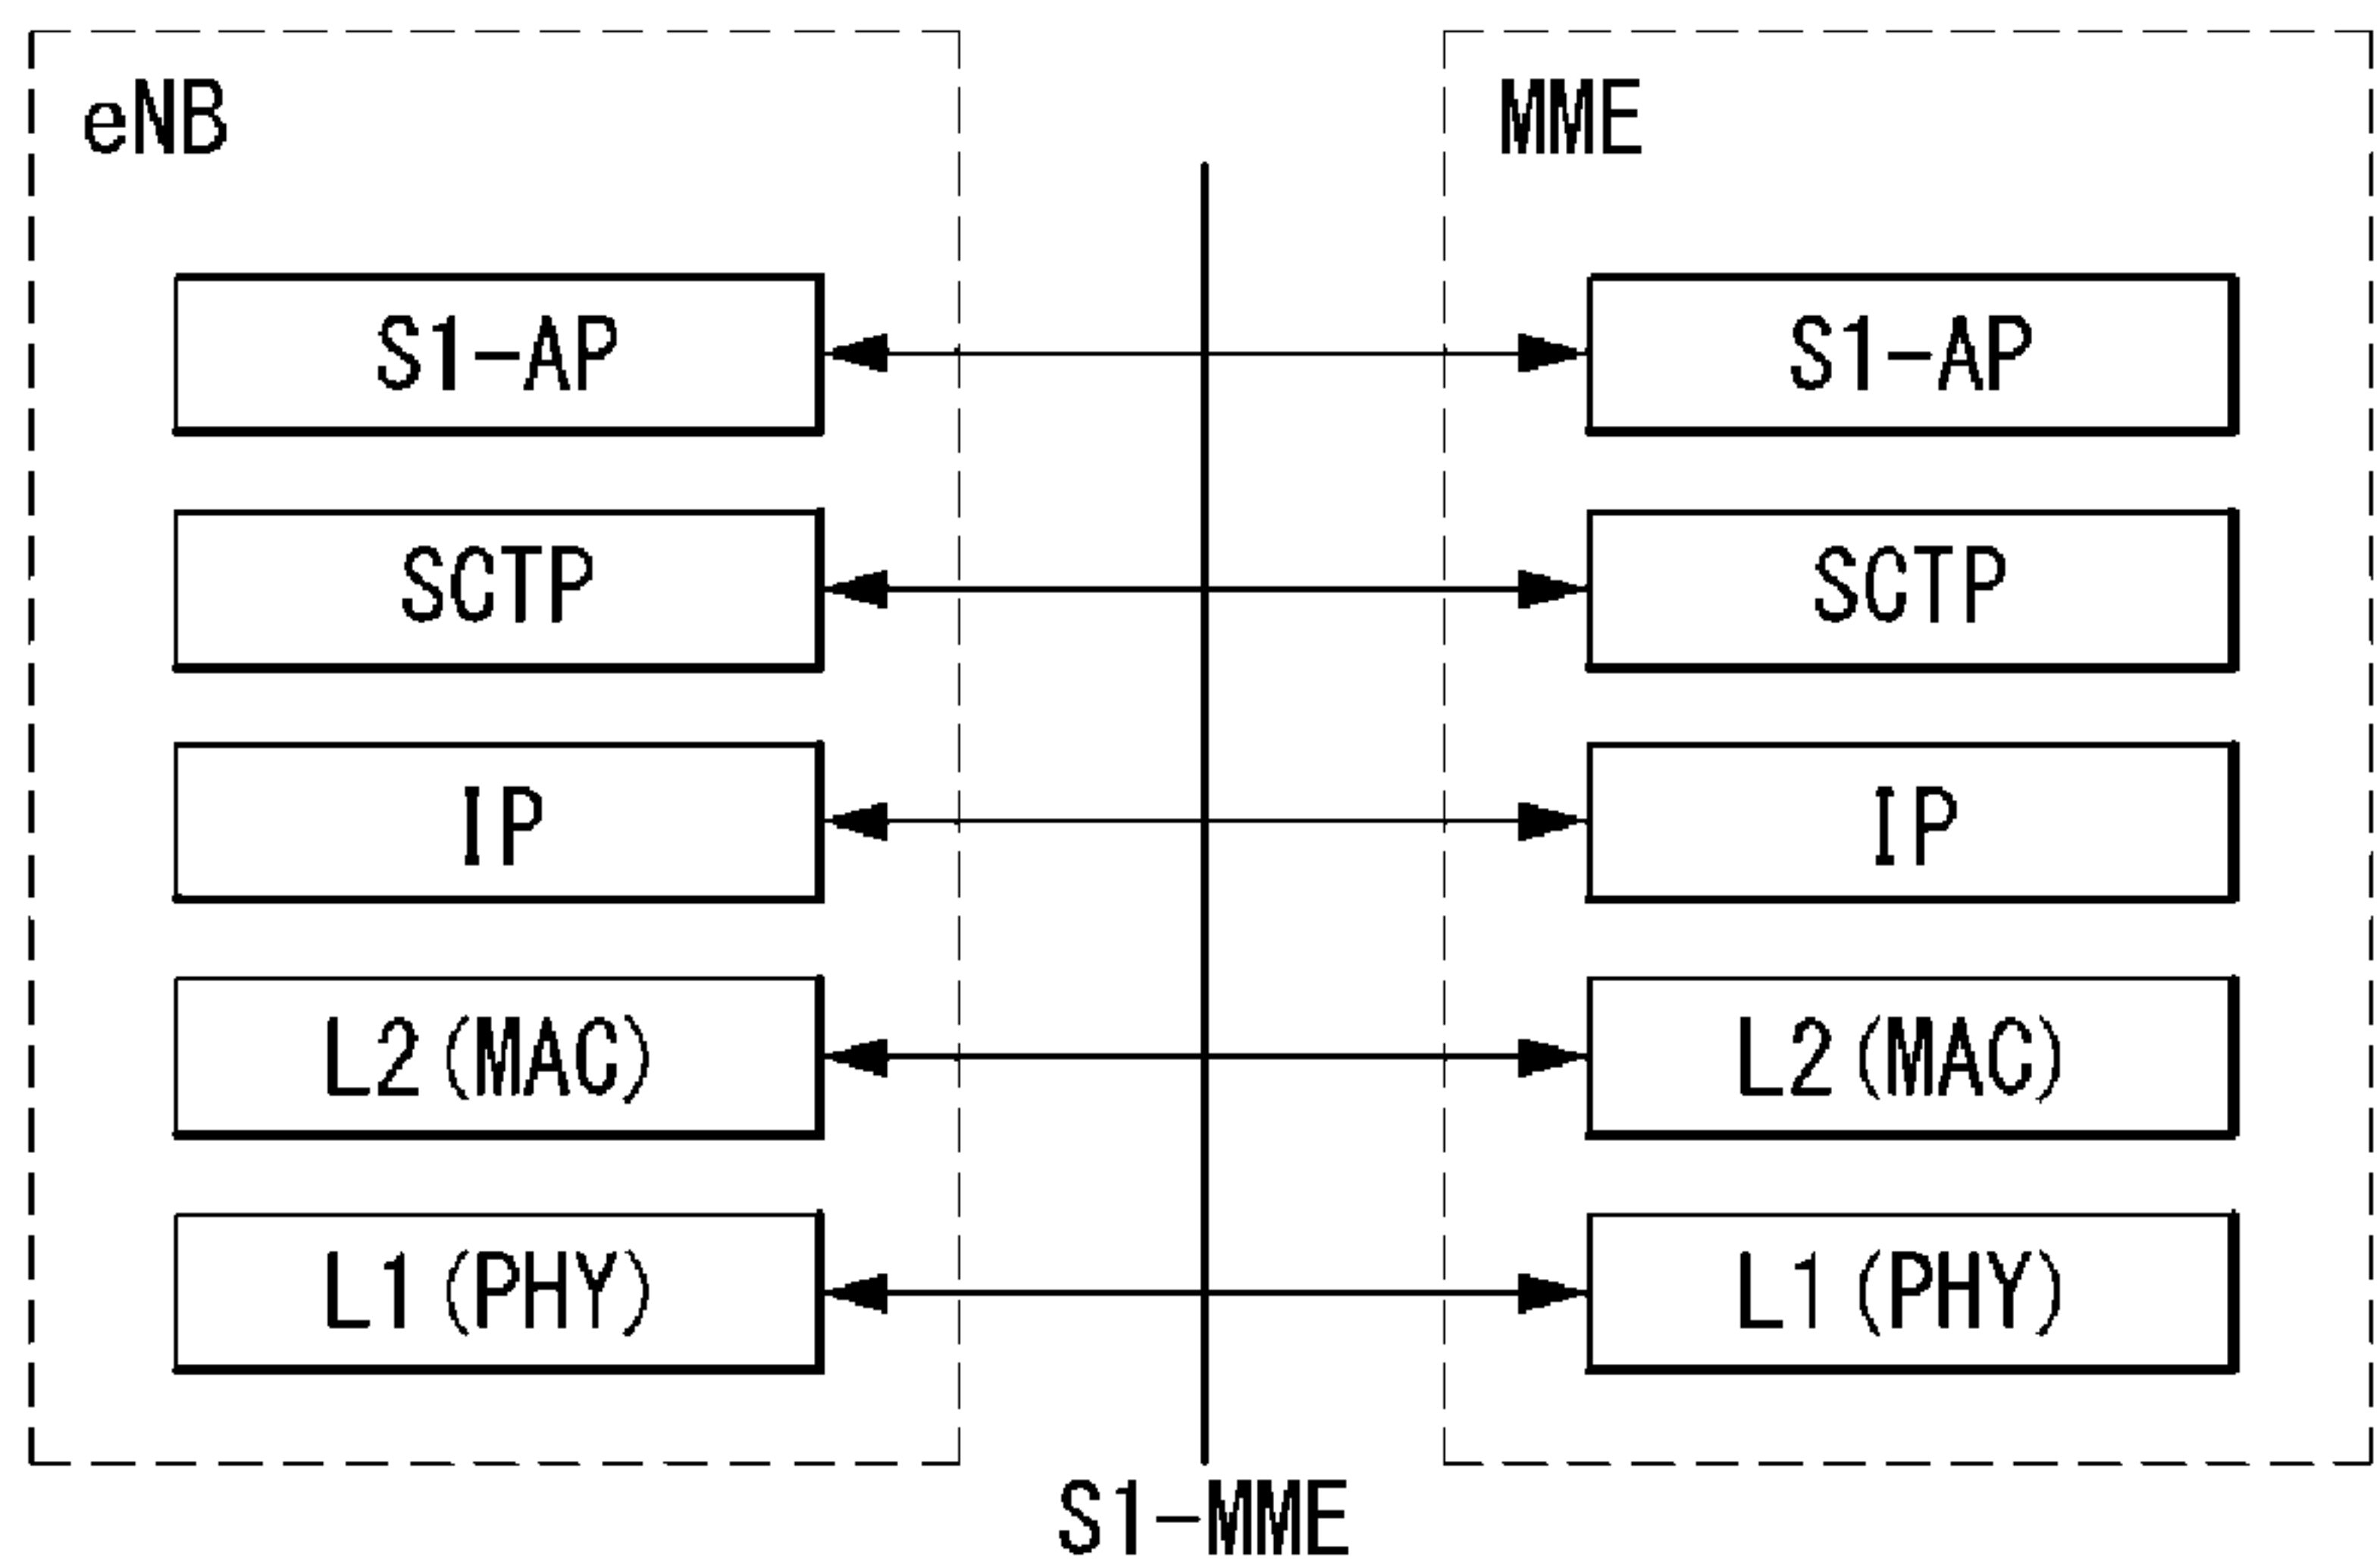 eNB
MME
S1-AP
S1-AP
SCTP
SCTP
IP
IP
L2(MAC)
L2(MAC)
L1(PHY)
L1(PHY)
S1-MME